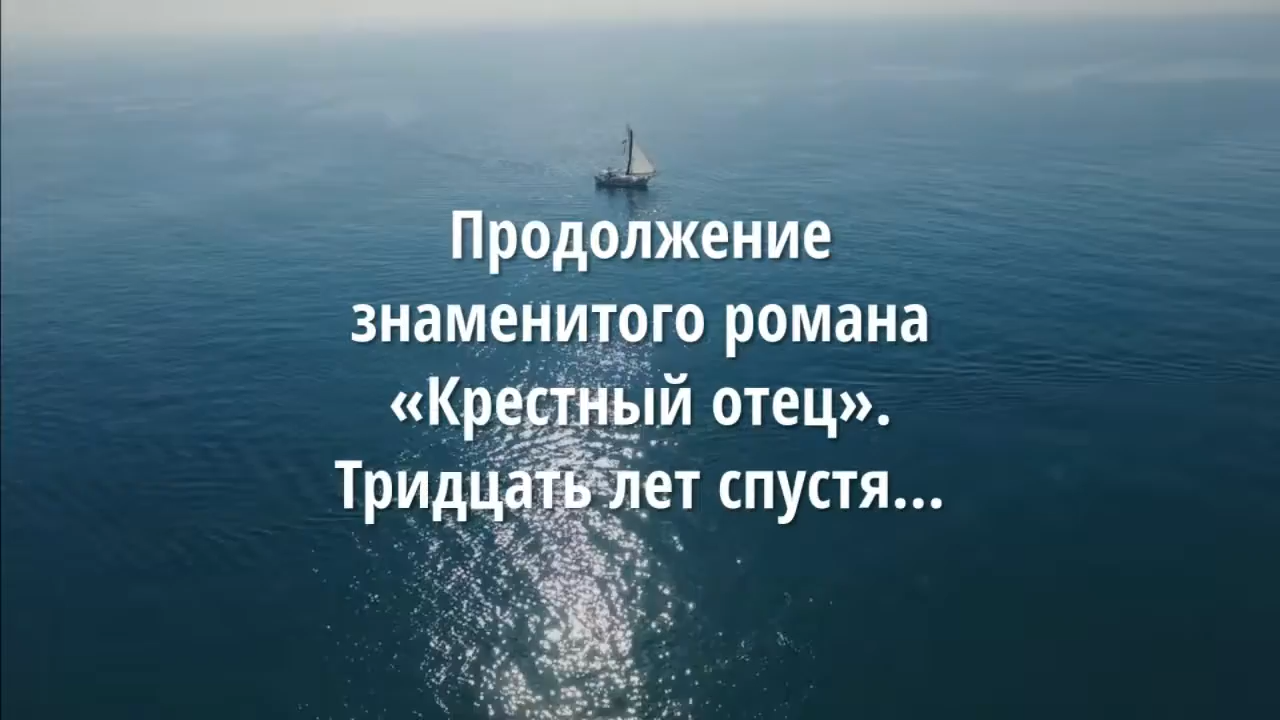 Продолжение
знаменитого романа
«Крестный отец».
Тридцать лет спустя...